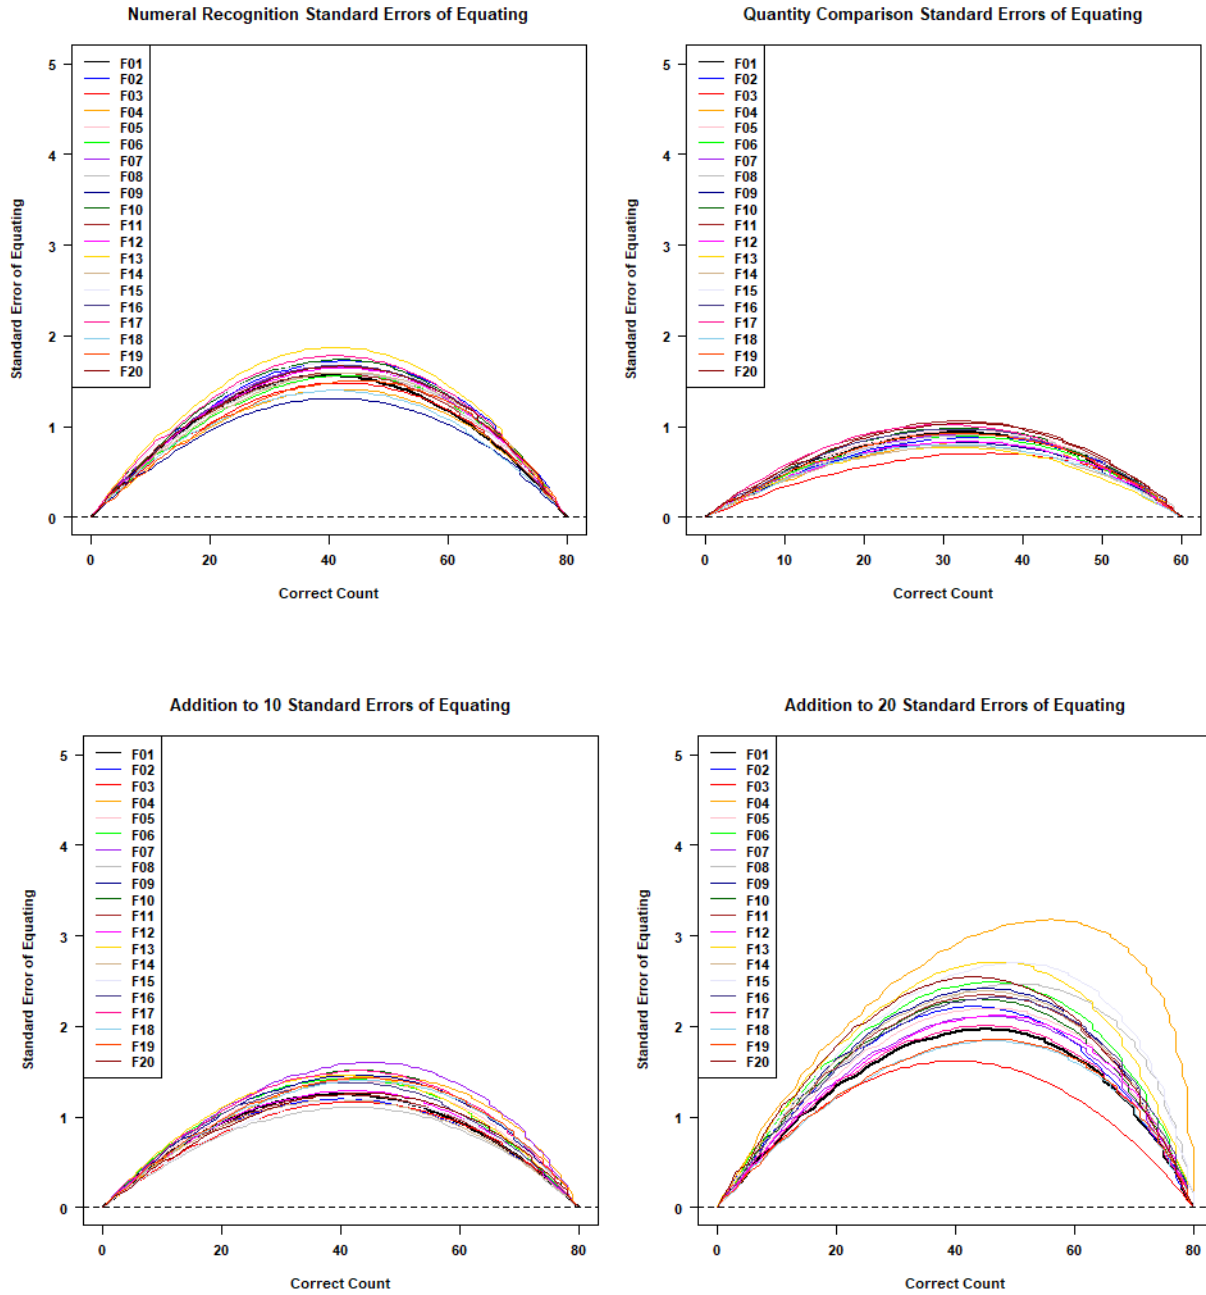 Numeral Recognition Standard Errors of Equating
Standard Error of Equating
5
4
3
2
1
0
F01
F02
F03
F04
F05
F06
F07
F08
F09
F10
F11
F12
F13
F14
F15
F16
F17
F18
F19
F20
0 20 40 60 80
Correct Count
Quantity Comparison Standard Errors of Equating
Standard Error of Equating
5
4
3
2
1
0
F01
F02
F03
F04
F05
F06
F07
F08
F09
F10
F11
F12
F13
F14
F15
F16
F17
F18
F19
F20
0 10 20 30 40 50 60
Correct Count
Addition to 10 Standard Errors of Equating
Standard Error of Equating
5
4
3
2
1
0
F01
F02
F03
F04
F05
F06
F07
F08
F09
F10
F11
F12
F13
F14
F15
F16
F17
F18
F19
F20
0 20 40 60 80
Correct Count
Addition to 20 Standard Errors of Equating
Standard Error of Equating
5
4
3
2
1
0
F01
F02
F03
F04
F05
F06
F07
F08
F09
F10
F11
F12
F13
F14
F15
F16
F17
F18
F19
F20
0 20 40 60 80
Correct Count